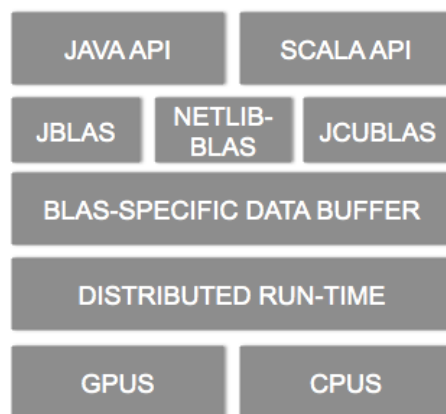 JAVA API
SCALA API
JBLAS
NETLIB-
BLAS
JCUBLAS
BLAS-SPECIFIC DATA BUFFER
DISTRIBUTED RUN-TIME
GPUS
CPUS